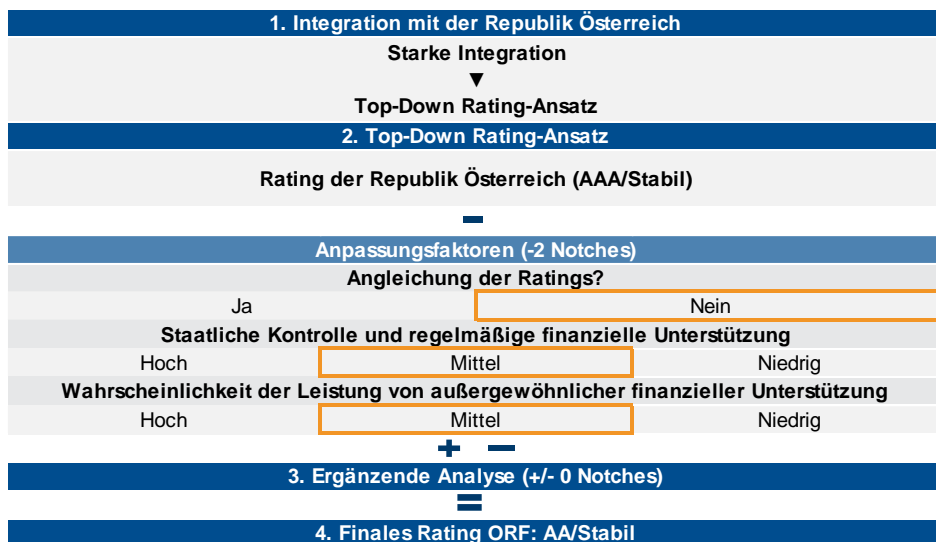 1. Integration mit der Republik Österreich
Starke Integration
▼
Top-Down Rating-Ansatz
2. Top-Down Rating-Ansatz
Rating der Republik Österreich (AAA/Stabil)
–
Anpassungsfaktoren (-2 Notches)
Angleichung der Ratings?
Ja Nein
Staatliche Kontrolle und regelmäßige finanzielle Unterstützung
Hoch Mittel Niedrig
Wahrscheinlichkeit der Leistung von außergewöhnlicher finanzieller Unterstützung
Hoch Mittel Niedrig
+ –
3. Ergänzende Analyse (+/- 0 Notches)
=
4. Finales Rating ORF: AA/Stabil